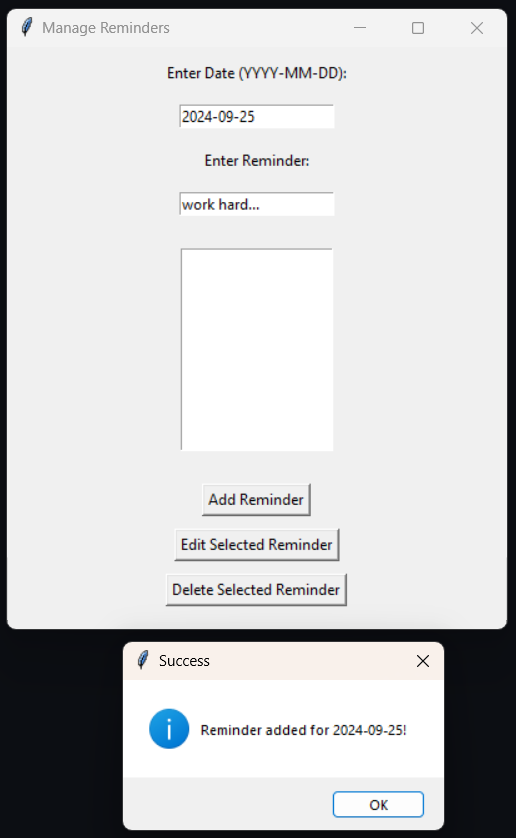 Manage Reminders
Enter Date (YYYY-MM-DD):
2024-09-25
Enter Reminder:
work hard...
Add Reminder
Edit Selected Reminder
Delete Selected Reminder
Success
Reminder added for 2024-09-25!
OK